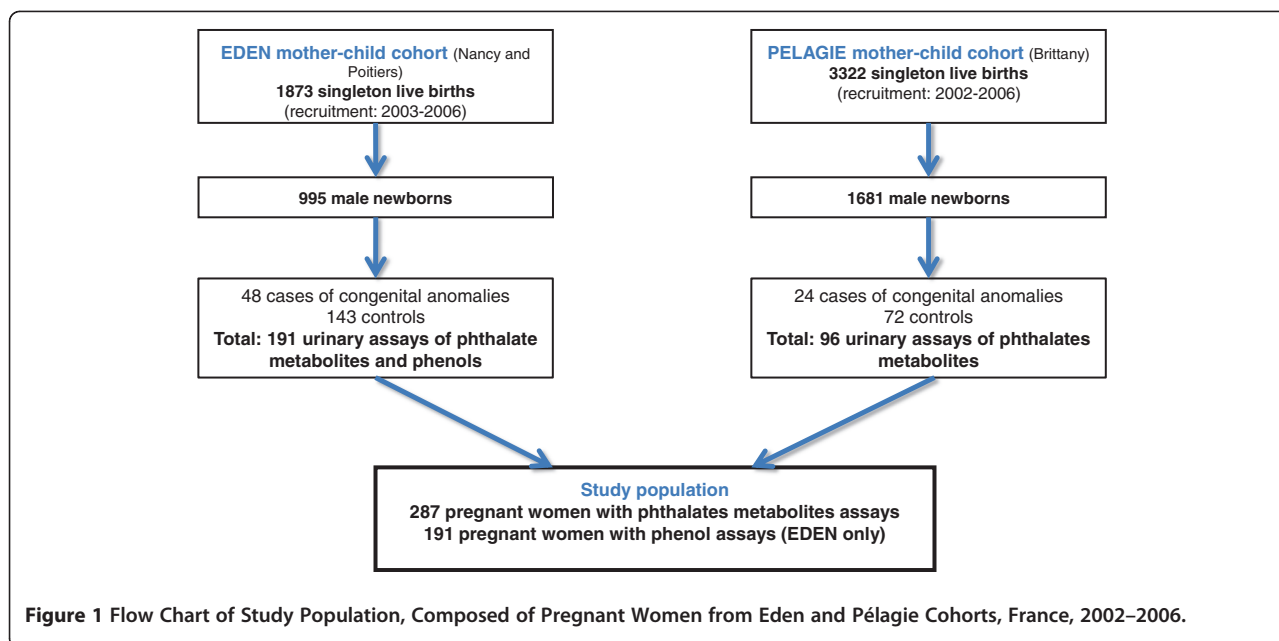 EDEN mother-child cohort (Nancy and
Poitiers)
1873 singleton live births
(recruitment: 2003-2006)
PELAGIE mother-child cohort (Brittany)
3322 singleton live births
(recruitment: 2002-2006)
995 male newborns
1681 male newborns
48 cases of congenital anomalies
143 controls
Total: 191 urinary assays of phthalate
metabolites and phenols
24 cases of congenital anomalies
72 controls
Total: 96 urinary assays of phthalates
metabolites
Study population
287 pregnant women with phthalates metabolites assays
191 pregnant women with phenol assays (EDEN only)
Figure 1 Flow Chart of Study Population, Composed of Pregnant Women from Eden and Pélagie Cohorts, France, 2002–2006.